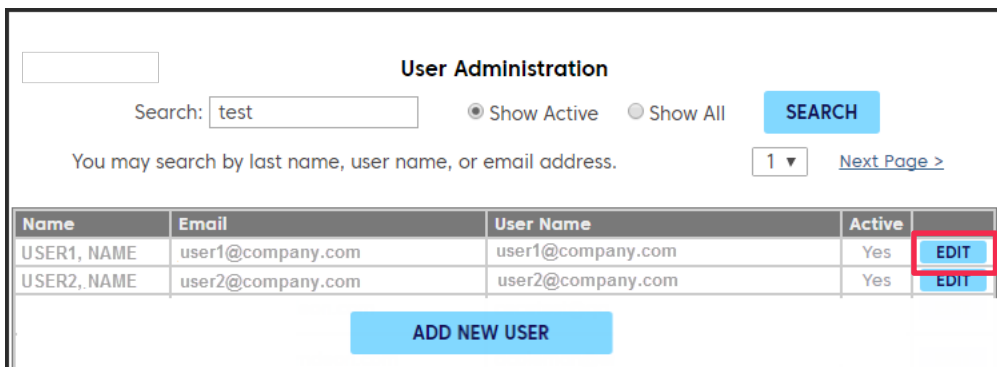 User Administration
Search: test Show Active Show All SEARCH
You may search by last name, user name, or email address. 1 ▼ Next Page >
Name Email User Name Active
USER1, NAME user1@company.com user1@company.com Yes EDIT
USER2, NAME user2@company.com user2@company.com Yes EDIT
ADD NEW USER